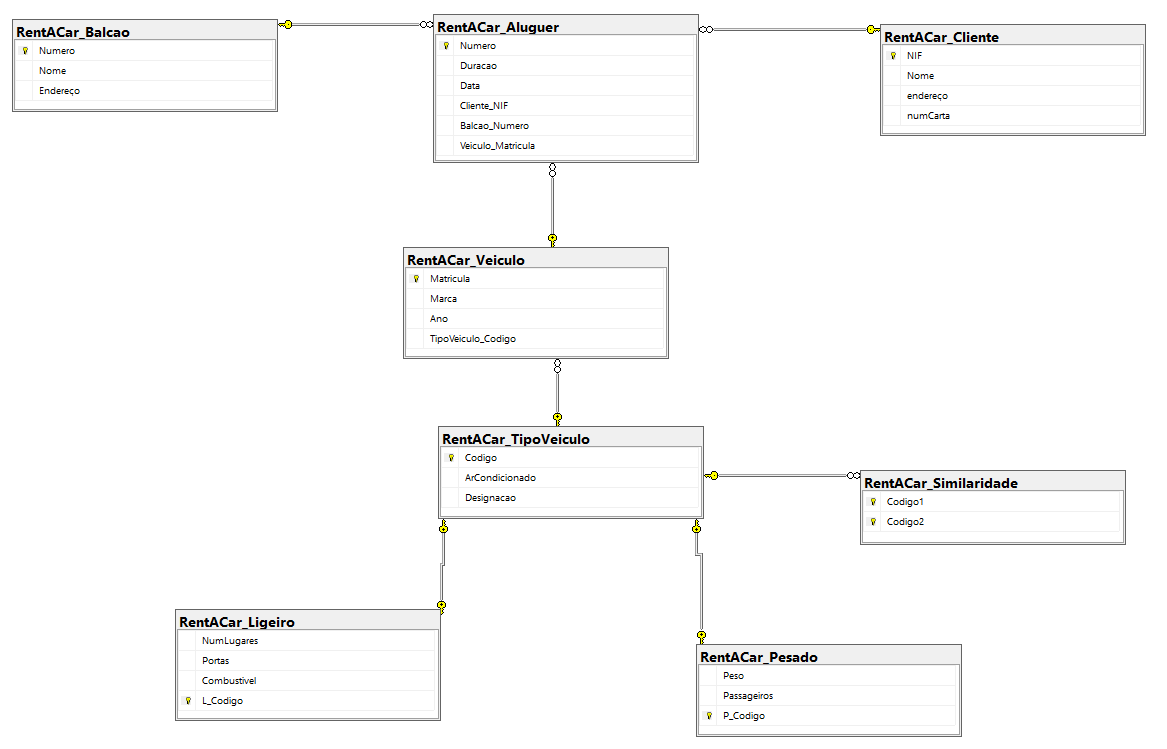 RentACar_Balcao
Numero
Nome
Endereço
RentACar_Aluguer
Numero
Duracao
Data
Cliente_NIF
Balcao_Numero
Veiculo_Matricula
RentACar_Cliente
NIF
Nome
endereço
numCarta
RentACar_Veiculo
Matricula
Marca
Ano
TipoVeiculo_Codigo
RentACar_TipoVeiculo
Codigo
ArCondicionado
Designacao
RentACar_Similaridade
Codigo1
Codigo2
RentACar_Ligeiro
NumLugares
Portas
Combustivel
L_Codigo
RentACar_Pesado
Peso
Passageiros
P_Codigo